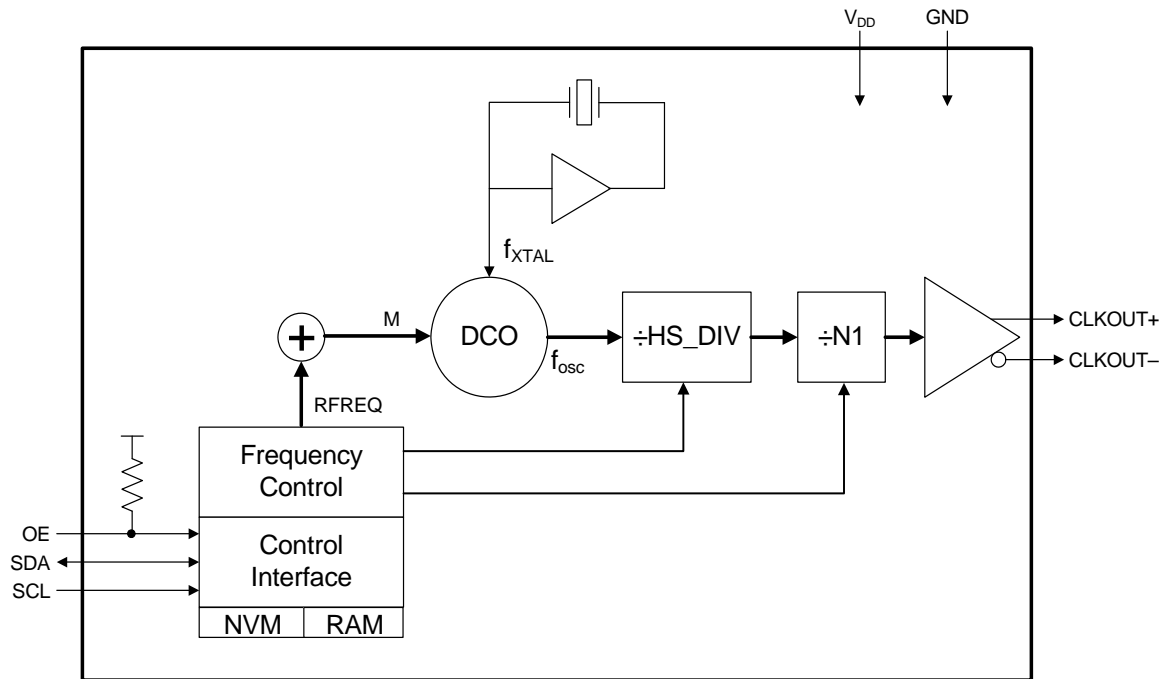 VDD
GND
fXTAL
+
M
DCO
fosc
÷HS_DIV
÷N1
CLKOUT+
CLKOUT–
RFREQ
Frequency
Control
OE
SDA
SCL
Control
Interface
NVM
RAM